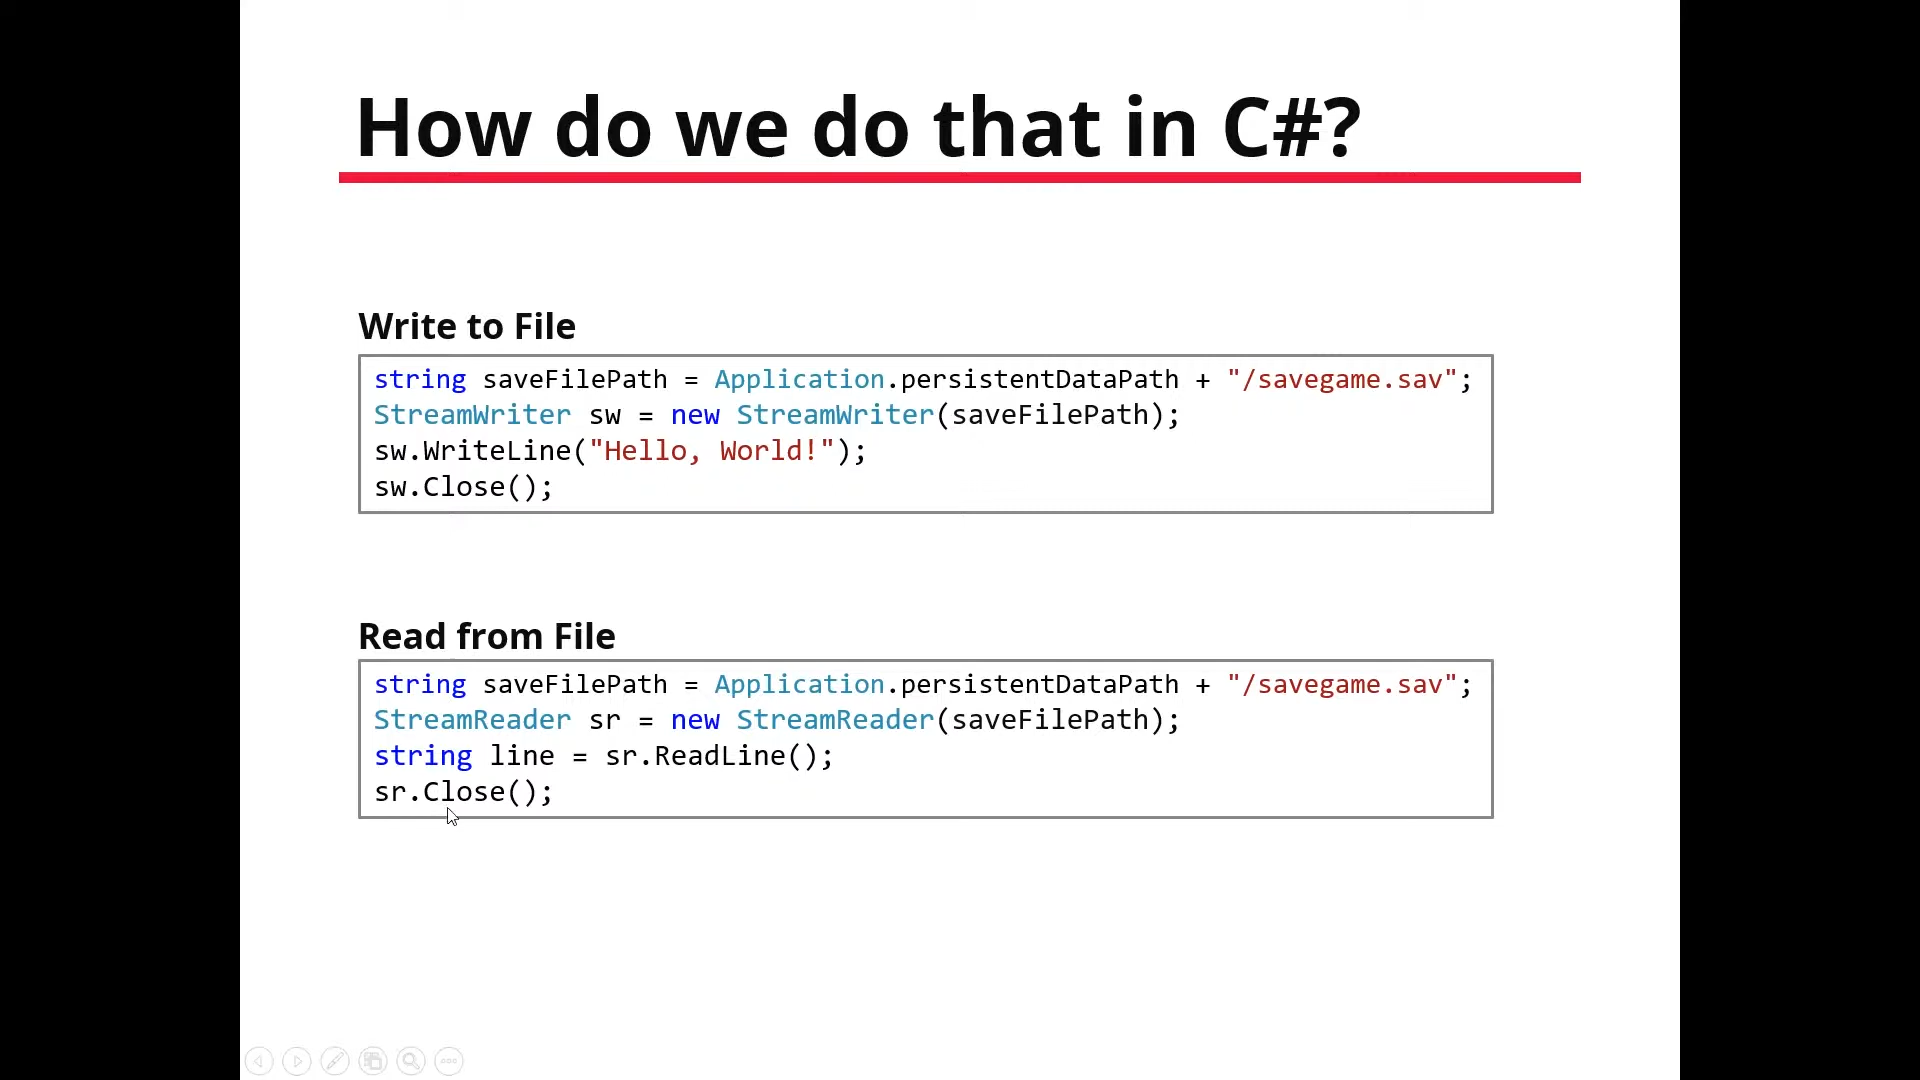 How do we do that in C#?
Write to File
string saveFilePath = Application.persistentDataPath + "/savegame.sav";
StreamWriter sw = new StreamWriter(saveFilePath);
sw.WriteLine("Hello, World!");
sw.Close();
Read from File
string saveFilePath = Application.persistentDataPath + "/savegame.sav";
StreamReader sr = new StreamReader(saveFilePath);
string line = sr.ReadLine();
sr.Close();